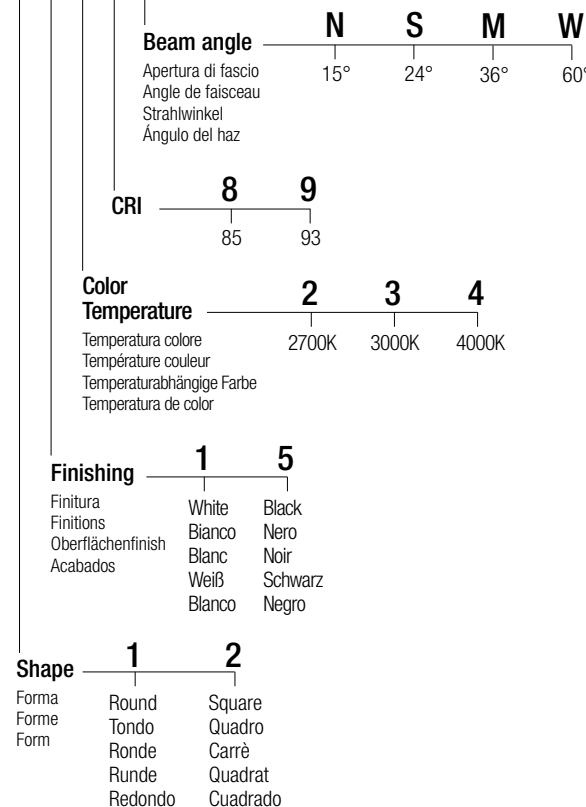 N S M W
Beam angle
15° 24° 36° 60°
Apertura di fascio
Angle de faisceau
Strahlwinkel
Ángulo del haz
8 9
CRI
85 93
Color
Temperature
2 3 4
2700K 3000K 4000K
Temperatura colore
Température couleur
Temperaturabhängige Farbe
Temperatura de color
1 5
Finishing
Finitura
Finitions
Oberflächenfinish
Acabados
White Black
Bianco Nero
Blanc Noir
Weiß Schwarz
Blanco Negro
1 2
Shape
Forma
Forme
Form
Round Square
Tondo Quadro
Ronde Carrè
Runde Quadrat
Redondo Cuadrado